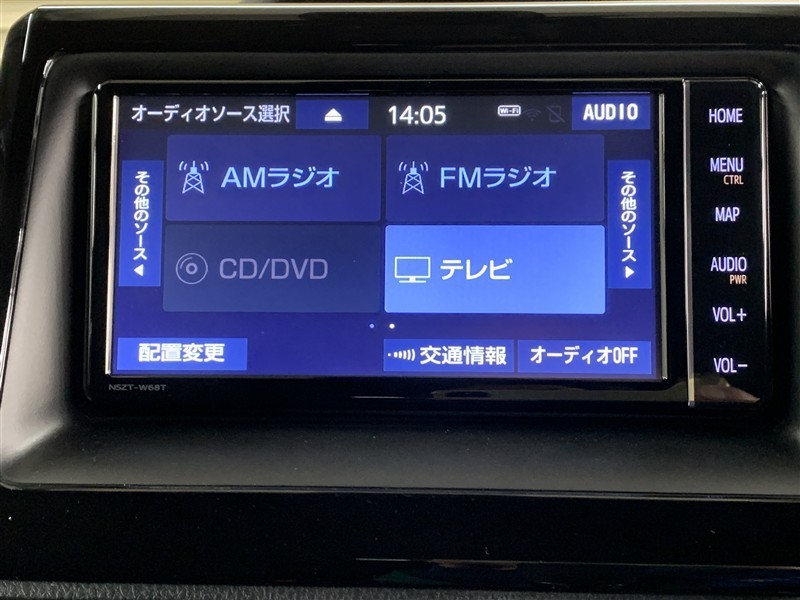 オーディオソース選択 14:05 Wi-Fi AUDIO
その他のソース
AMラジオ FMラジオ
その他のソース
CD/DVD テレビ
配置変更 交通情報 オーディオOFF
NSZT-W68T
HOME
MENU
CTRL
MAP
AUDIO
PWR
VOL+
VOL-